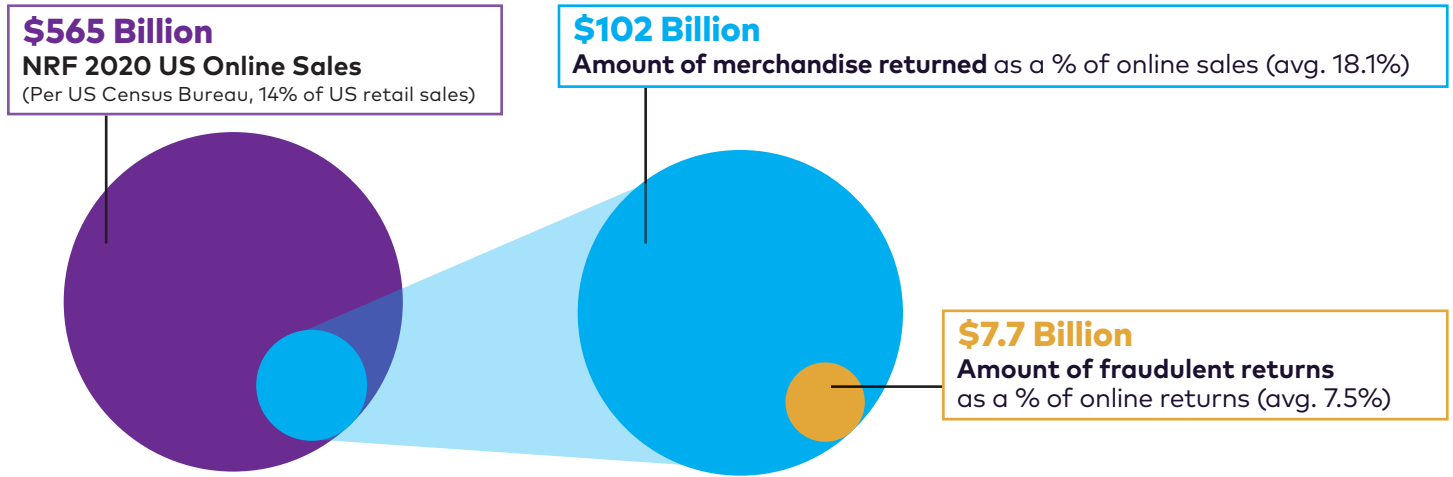 $565 Billion
NRF 2020 US Online Sales
(Per US Census Bureau, 14% of US retail sales)
$102 Billion
Amount of merchandise returned as a % of online sales (avg. 18.1%)
$7.7 Billion
Amount of fraudulent returns
as a % of online returns (avg. 7.5%)